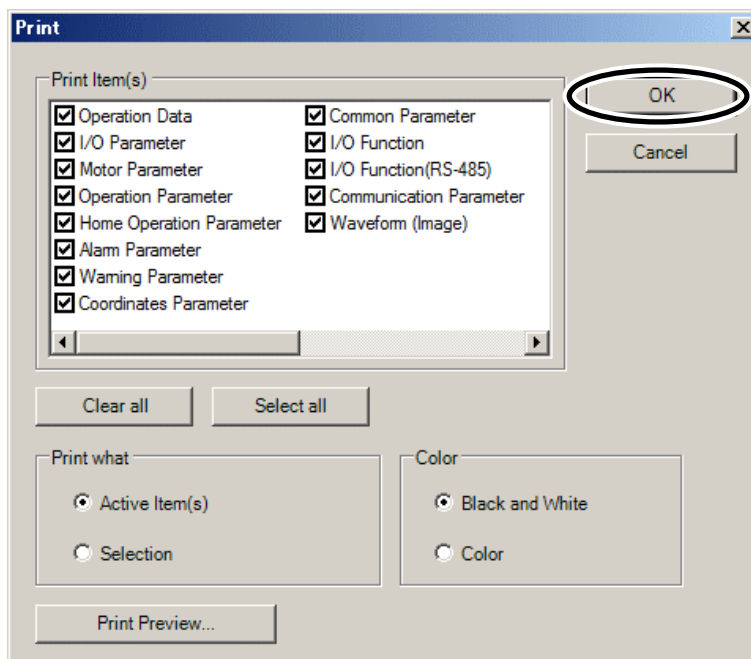 Print
Print Item(s)
Operation Data
I/O Parameter
Motor Parameter
Operation Parameter
Home Operation Parameter
Alarm Parameter
Warning Parameter
Coordinates Parameter
Common Parameter
I/O Function
I/O Function(RS-485)
Communication Parameter
Waveform (Image)
OK
Cancel
Clear all
Select all
Print what
Active Item(s)
Selection
Color
Black and White
Color
Print Preview...